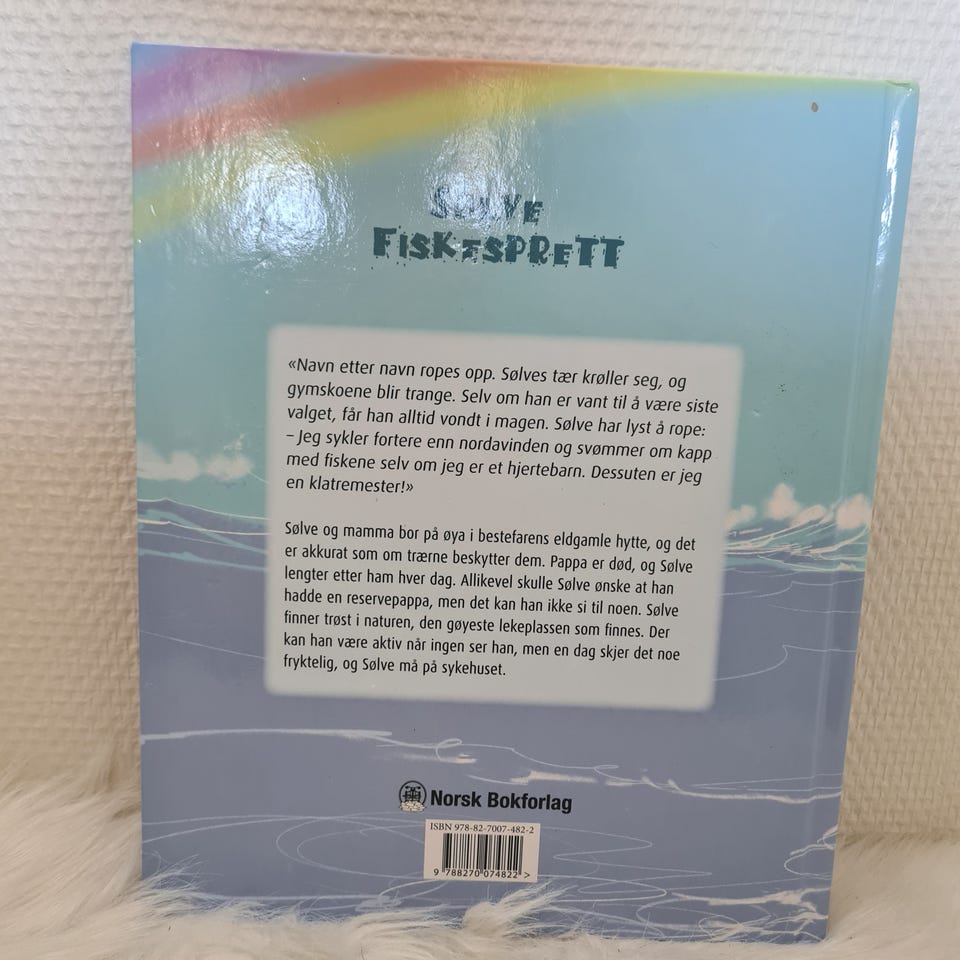 SØLVE
FISKESPRETT
«Navn etter navn ropes opp. Sølves tær krøller seg, og
gymskoene blir trange. Selv om han er vant til å være siste
valget, får han alltid vondt i magen. Sølve har lyst å rope:
– Jeg sykler fortere enn nordavinden og svømmer om kapp
med fiskene selv om jeg er et hjertebarn. Dessuten er jeg
en klatremester!»
Sølve og mamma bor på øya i bestefarens eldgamle hytte, og det
er akkurat som om trærne beskytter dem. Pappa er død, og Sølve
lengter etter ham hver dag. Allikevel skulle Sølve ønske at han
hadde en reservepappa, men det kan han ikke si til noen. Sølve
finner trøst i naturen, den gøyeste lekeplassen som finnes. Der
kan han være aktiv når ingen ser han, men en dag skjer det noe
fryktelig, og Sølve må på sykehuset.
Norsk Bokforlag
ISBN 978-82-7007-482-2
9 788270 074822 >